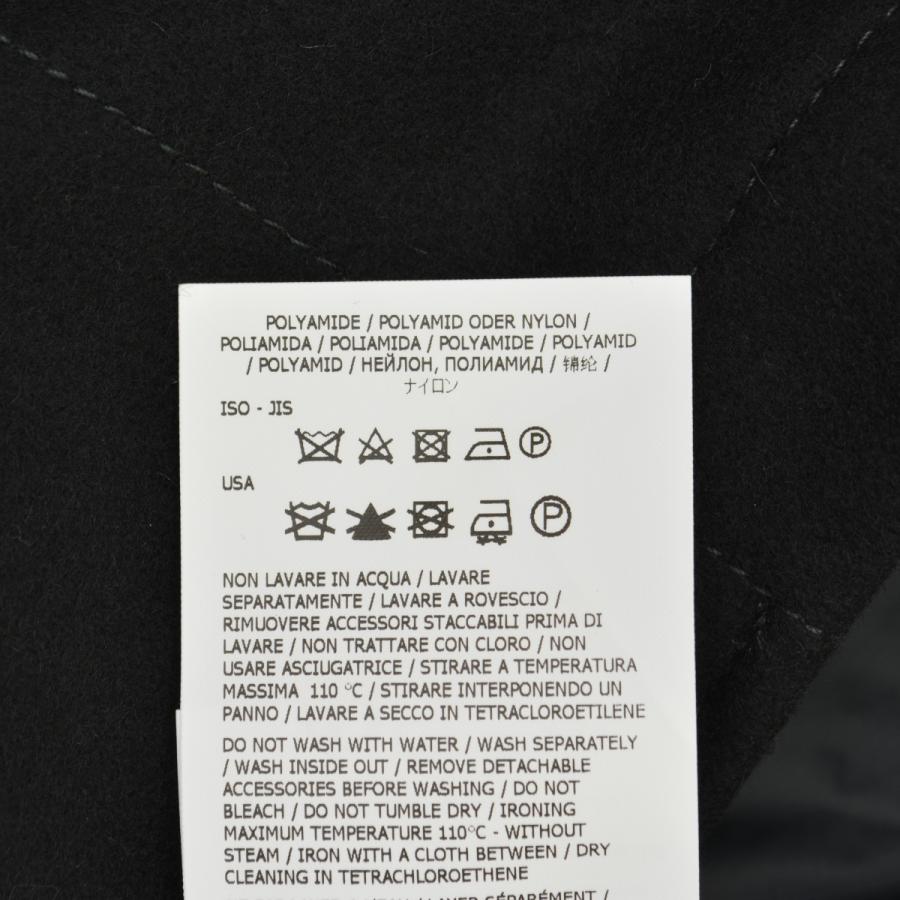 POLYAMIDE / POLYAMID ODER NYLON /
POLIAMIDA / POLIAMIDA / POLYAMIDE / POLYAMID
/ POLYAMID / НЕЙЛОН, ПОЛИАМИД / 锦纶 /
ナイロン
ISO - JIS
P
USA
P
NON LAVARE IN ACQUA / LAVARE
SEPARATAMENTE / LAVARE A ROVESCIO /
RIMUOVERE ACCESSORI STACCABILI PRIMA DI
LAVARE / NON TRATTARE CON CLORO / NON
USARE ASCIUGATRICE / STIRARE A TEMPERATURA
MASSIMA 110 °C / STIRARE INTERPONENDO UN
PANNO / LAVARE A SECCO IN TETRACLOROETILENE
DO NOT WASH WITH WATER / WASH SEPARATELY
/ WASH INSIDE OUT / REMOVE DETACHABLE
ACCESSORIES BEFORE WASHING / DO NOT
BLEACH / DO NOT TUMBLE DRY / IRONING
MAXIMUM TEMPERATURE 110°C - WITHOUT
STEAM / IRON WITH A CLOTH BETWEEN / DRY
CLEANING IN TETRACHLOROETHENE